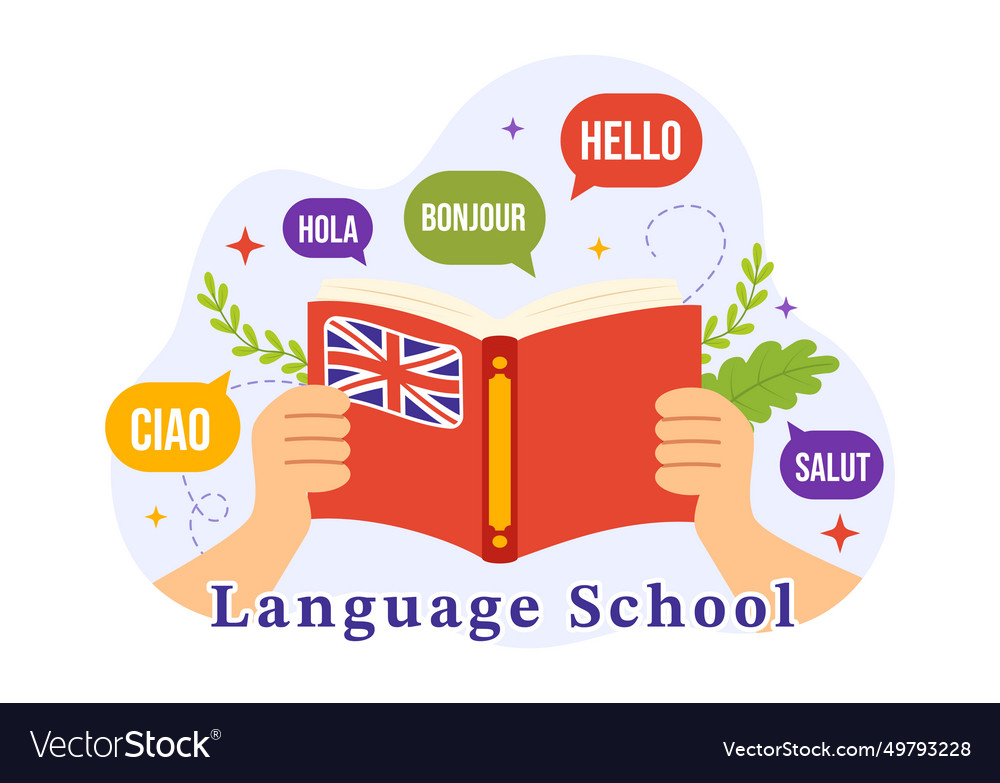 HELLO
BONJOUR
HOLA
CIAO
SALUT
Language School
VectorStock®
VectorStock.com/49793228